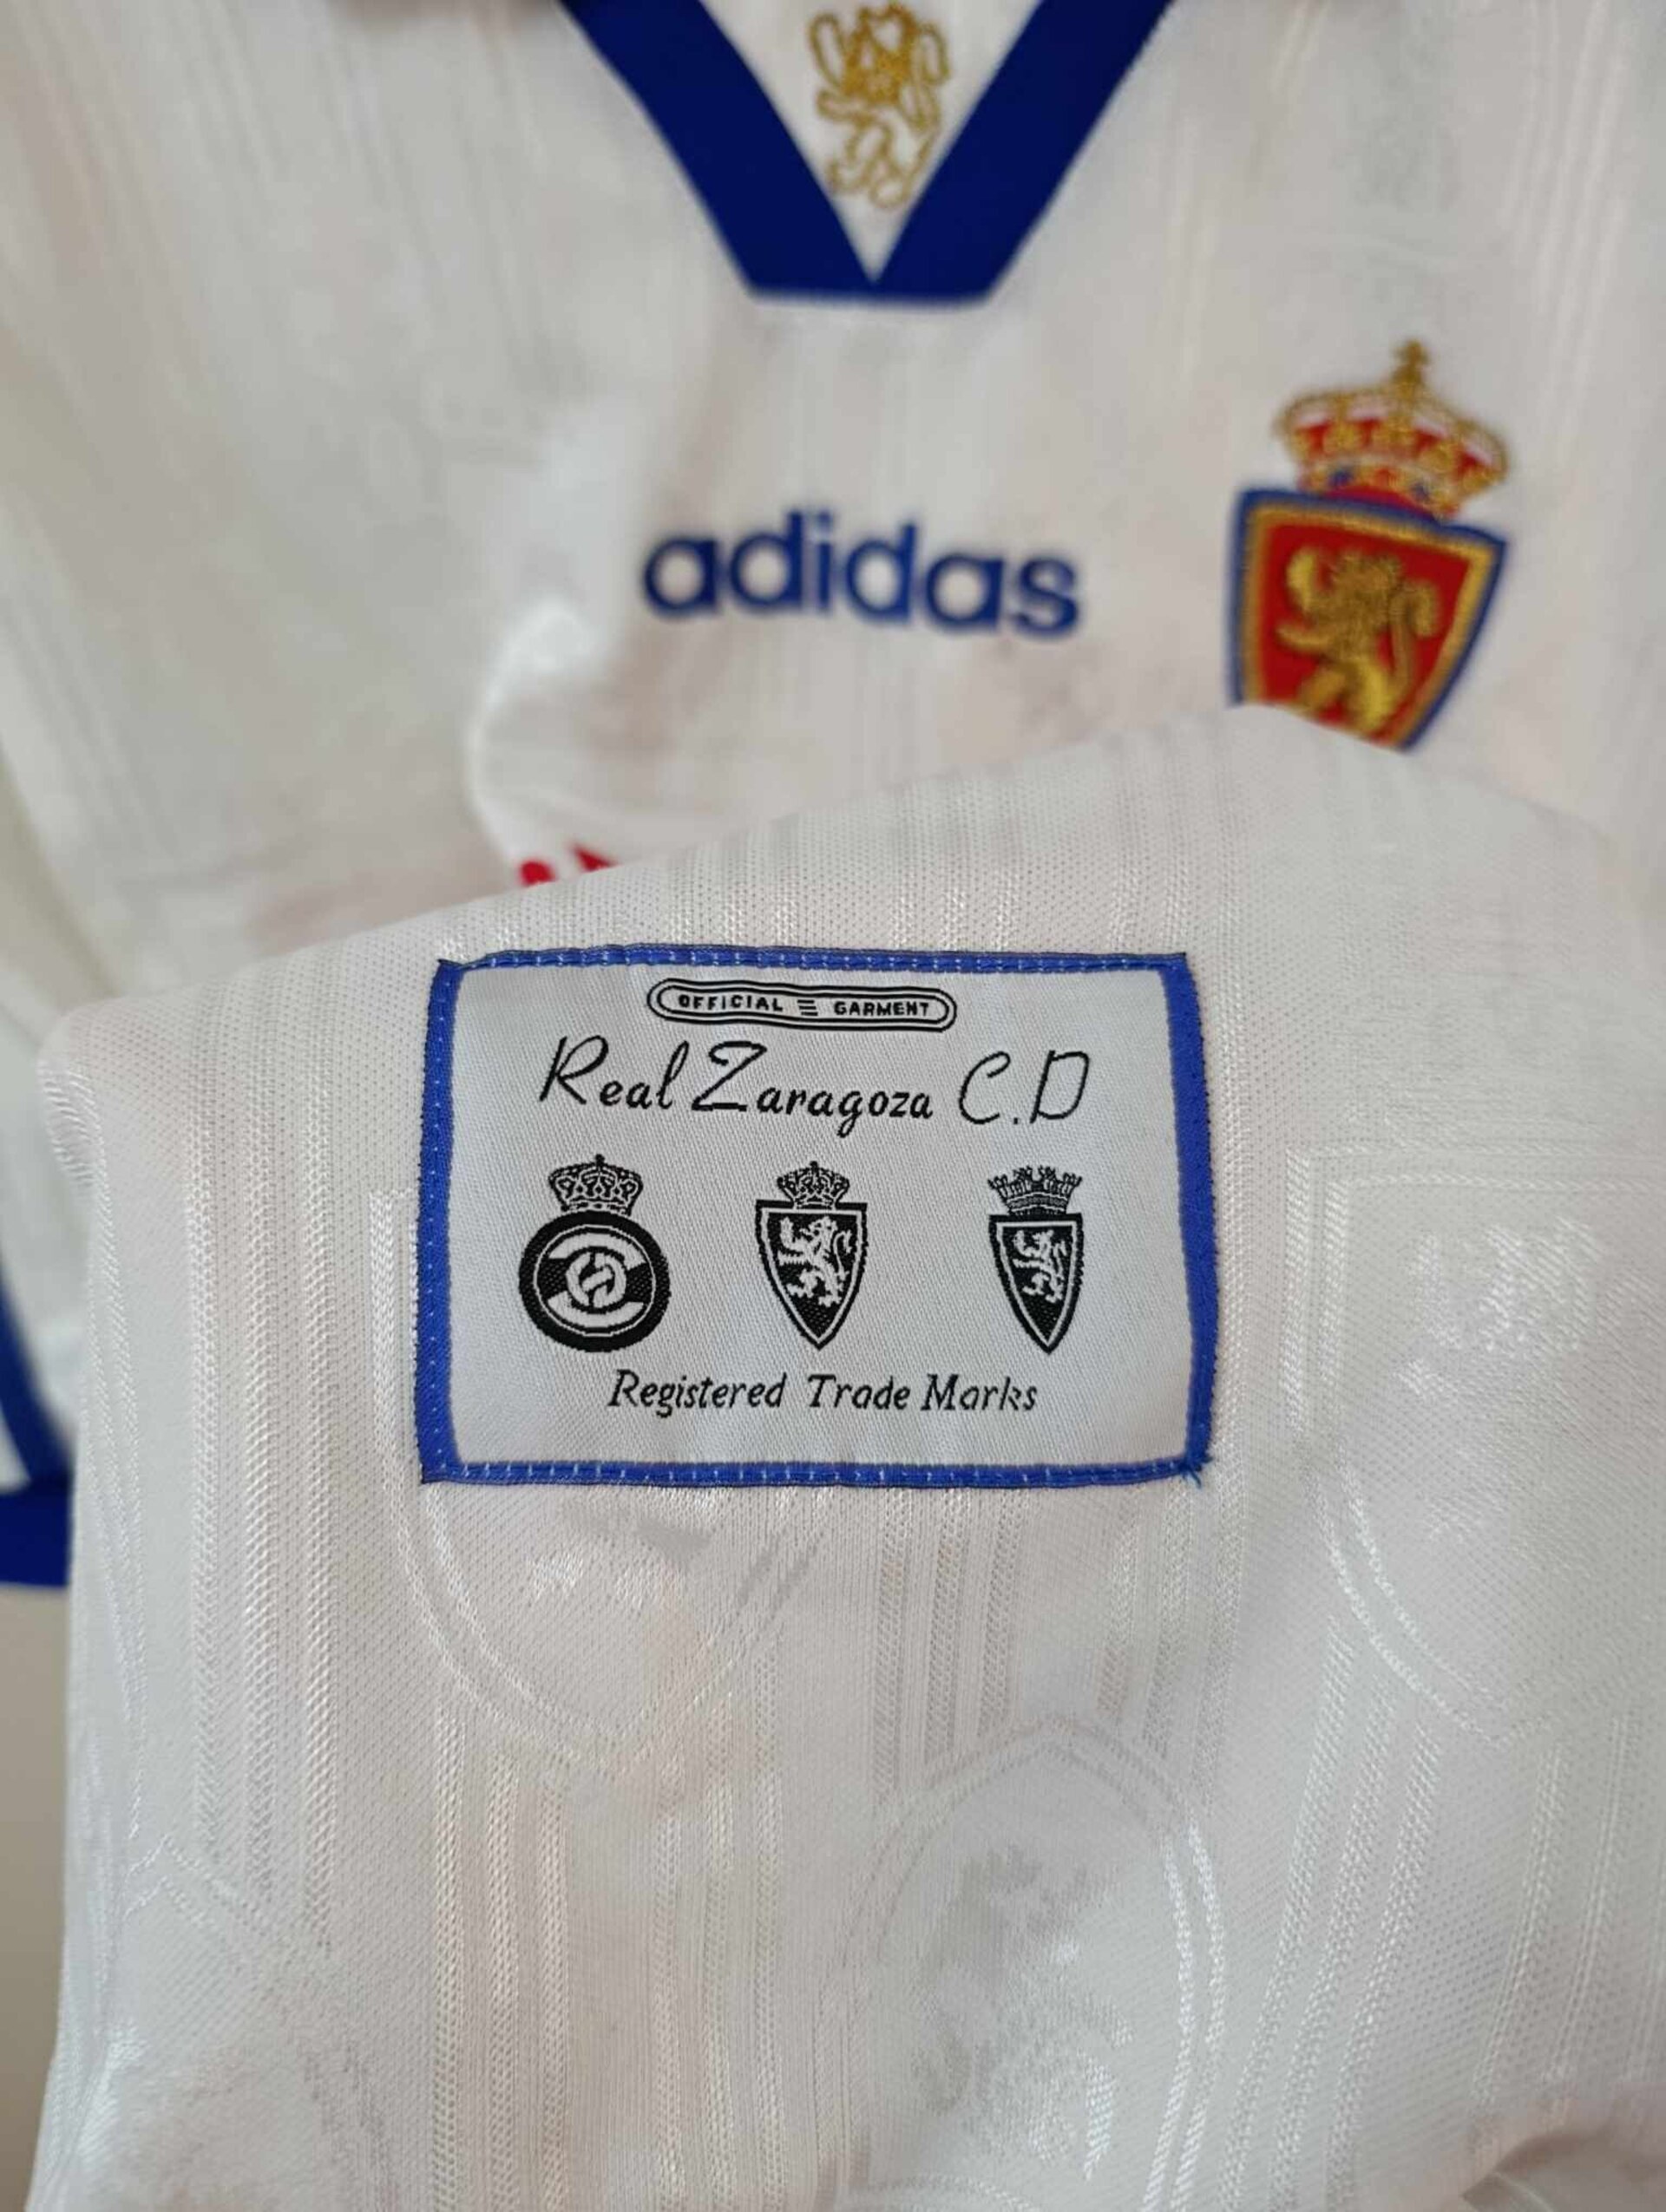 adidas
OFFICIAL GARMENT
Real Zaragoza C.D
Registered Trade Marks